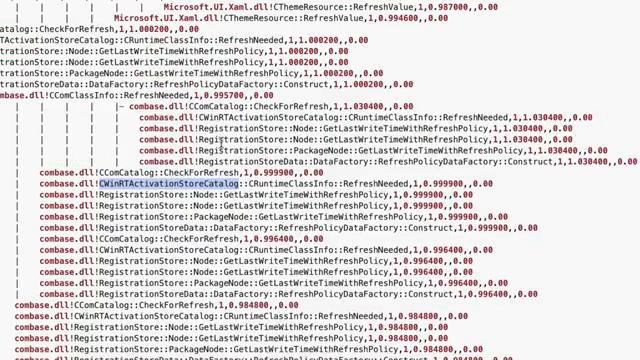 Microsoft.UI.Xaml.dll!CThemeResource::RefreshValue,1,0.987000,,0.00
| | | | Microsoft.UI.Xaml.dll!CThemeResource::RefreshValue,1,0.994600,,0.00
atalog::CheckForRefresh,1,1.000200,,0.00
TActivationStoreCatalog::CRuntimeClassInfo::RefreshNeeded,1,1.000200,,0.00
trationStore::Node::GetLastWriteTimeWithRefreshPolicy,1,1.000200,,0.00
trationStore::Node::GetLastWriteTimeWithRefreshPolicy,1,1.000200,,0.00
trationStore::PackageNode::GetLastWriteTimeWithRefreshPolicy,1,1.000200,,0.00
trationStoreData::DataFactory::RefreshPolicyDataFactory::Construct,1,1.000200,,0.00
mbase.dll!CComClassInfo::RefreshNeeded,1,0.995700,,0.00
| | | |– combase.dll!CComCatalog::CheckForRefresh,1,1.030400,,0.00
| | | | combase.dll!CWinRTActivationStoreCatalog::CRuntimeClassInfo::RefreshNeeded,1,1.030400,,0.00
| | | | combase.dll!RegistrationStore::Node::GetLastWriteTimeWithRefreshPolicy,1,1.030400,,0.00
| | | | combase.dll!RegistrationStore::Node::GetLastWriteTimeWithRefreshPolicy,1,1.030400,,0.00
| | | | combase.dll!RegistrationStore::PackageNode::GetLastWriteTimeWithRefreshPolicy,1,1.030400,,0.00
| | | | combase.dll!RegistrationStoreData::DataFactory::RefreshPolicyDataFactory::Construct,1,1.030400,,0.00
| combase.dll!CComCatalog::CheckForRefresh,1,0.999900,,0.00
| combase.dll!CWinRTActivationStoreCatalog::CRuntimeClassInfo::RefreshNeeded,1,0.999900,,0.00
| combase.dll!RegistrationStore::Node::GetLastWriteTimeWithRefreshPolicy,1,0.999900,,0.00
| combase.dll!RegistrationStore::Node::GetLastWriteTimeWithRefreshPolicy,1,0.999900,,0.00
| combase.dll!RegistrationStore::PackageNode::GetLastWriteTimeWithRefreshPolicy,1,0.999900,,0.00
| combase.dll!RegistrationStoreData::DataFactory::RefreshPolicyDataFactory::Construct,1,0.999900,,0.00
| combase.dll!CComCatalog::CheckForRefresh,1,0.996400,,0.00
| combase.dll!CWinRTActivationStoreCatalog::CRuntimeClassInfo::RefreshNeeded,1,0.996400,,0.00
| combase.dll!RegistrationStore::Node::GetLastWriteTimeWithRefreshPolicy,1,0.996400,,0.00
| combase.dll!RegistrationStore::Node::GetLastWriteTimeWithRefreshPolicy,1,0.996400,,0.00
| combase.dll!RegistrationStore::PackageNode::GetLastWriteTimeWithRefreshPolicy,1,0.996400,,0.00
| combase.dll!RegistrationStoreData::DataFactory::RefreshPolicyDataFactory::Construct,1,0.996400,,0.00
combase.dll!CComCatalog::CheckForRefresh,1,0.984800,,0.00
combase.dll!CWinRTActivationStoreCatalog::CRuntimeClassInfo::RefreshNeeded,1,0.984800,,0.00
combase.dll!RegistrationStore::Node::GetLastWriteTimeWithRefreshPolicy,1,0.984800,,0.00
combase.dll!RegistrationStore::Node::GetLastWriteTimeWithRefreshPolicy,1,0.984800,,0.00
combase.dll!RegistrationStore::PackageNode::GetLastWriteTimeWithRefreshPolicy,1,0.984800,,0.00